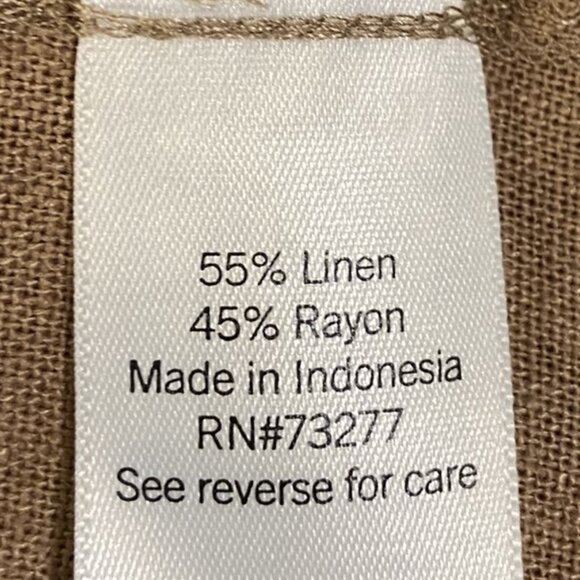 55% Linen
45% Rayon
Made in Indonesia
RN#73277
See reverse for care